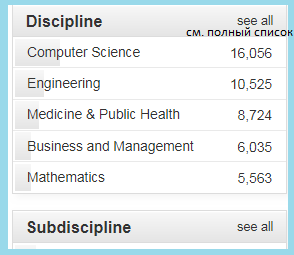 Discipline see all
см. полный список
Computer Science 16,056
Engineering 10,525
Medicine & Public Health 8,724
Business and Management 6,035
Mathematics 5,563
Subdiscipline see all